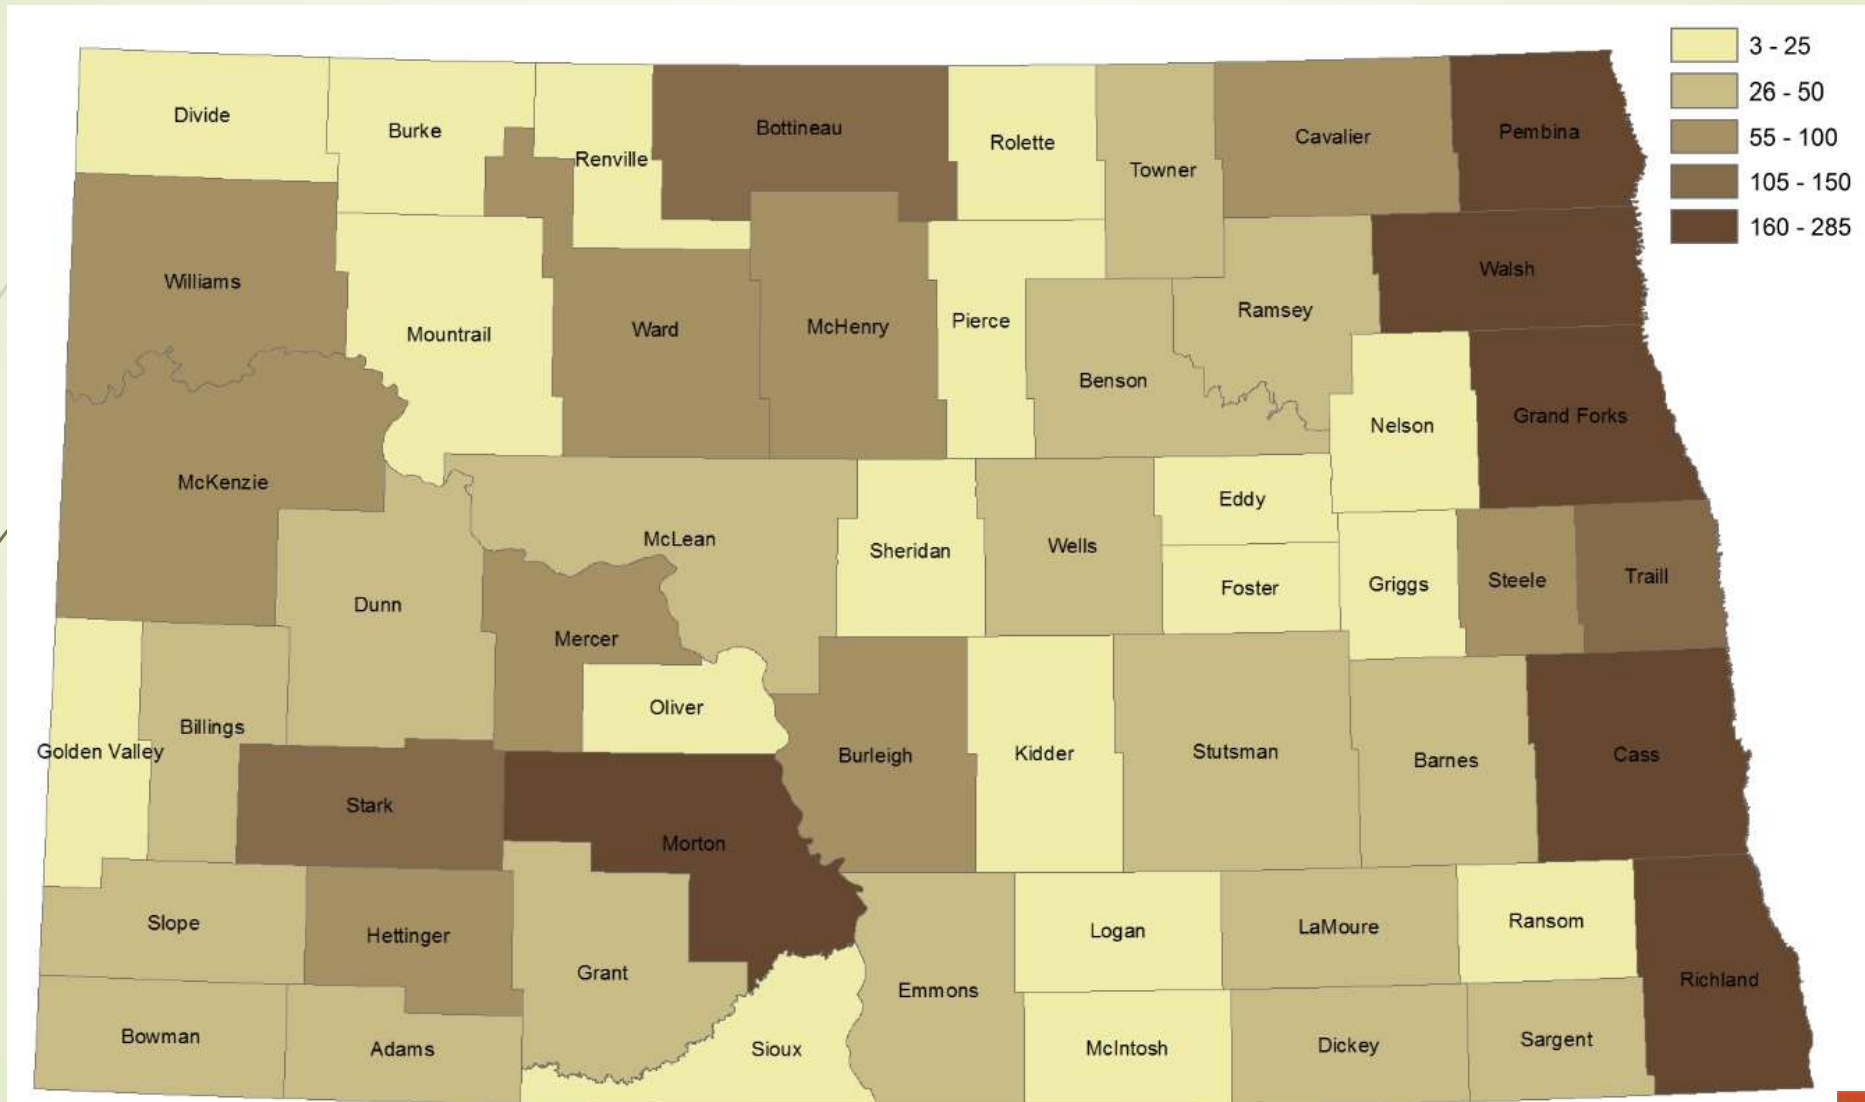 3 - 25
26 - 50
55 - 100
105 - 150
160 - 285
Divide
Burke
Renville
Bottineau
Rolette
Towner
Cavalier
Pembina
Williams
Mountrail
Ward
McHenry
Pierce
Benson
Ramsey
Walsh
Nelson
Grand Forks
McKenzie
Dunn
McLean
Mercer
Oliver
Sheridan
Wells
Eddy
Foster
Griggs
Steele
Traill
Golden Valley
Billings
Stark
Morton
Burleigh
Kidder
Stutsman
Barnes
Cass
Slope
Hettinger
Grant
Emmons
Logan
LaMoure
Ransom
Richland
Bowman
Adams
Sioux
McIntosh
Dickey
Sargent